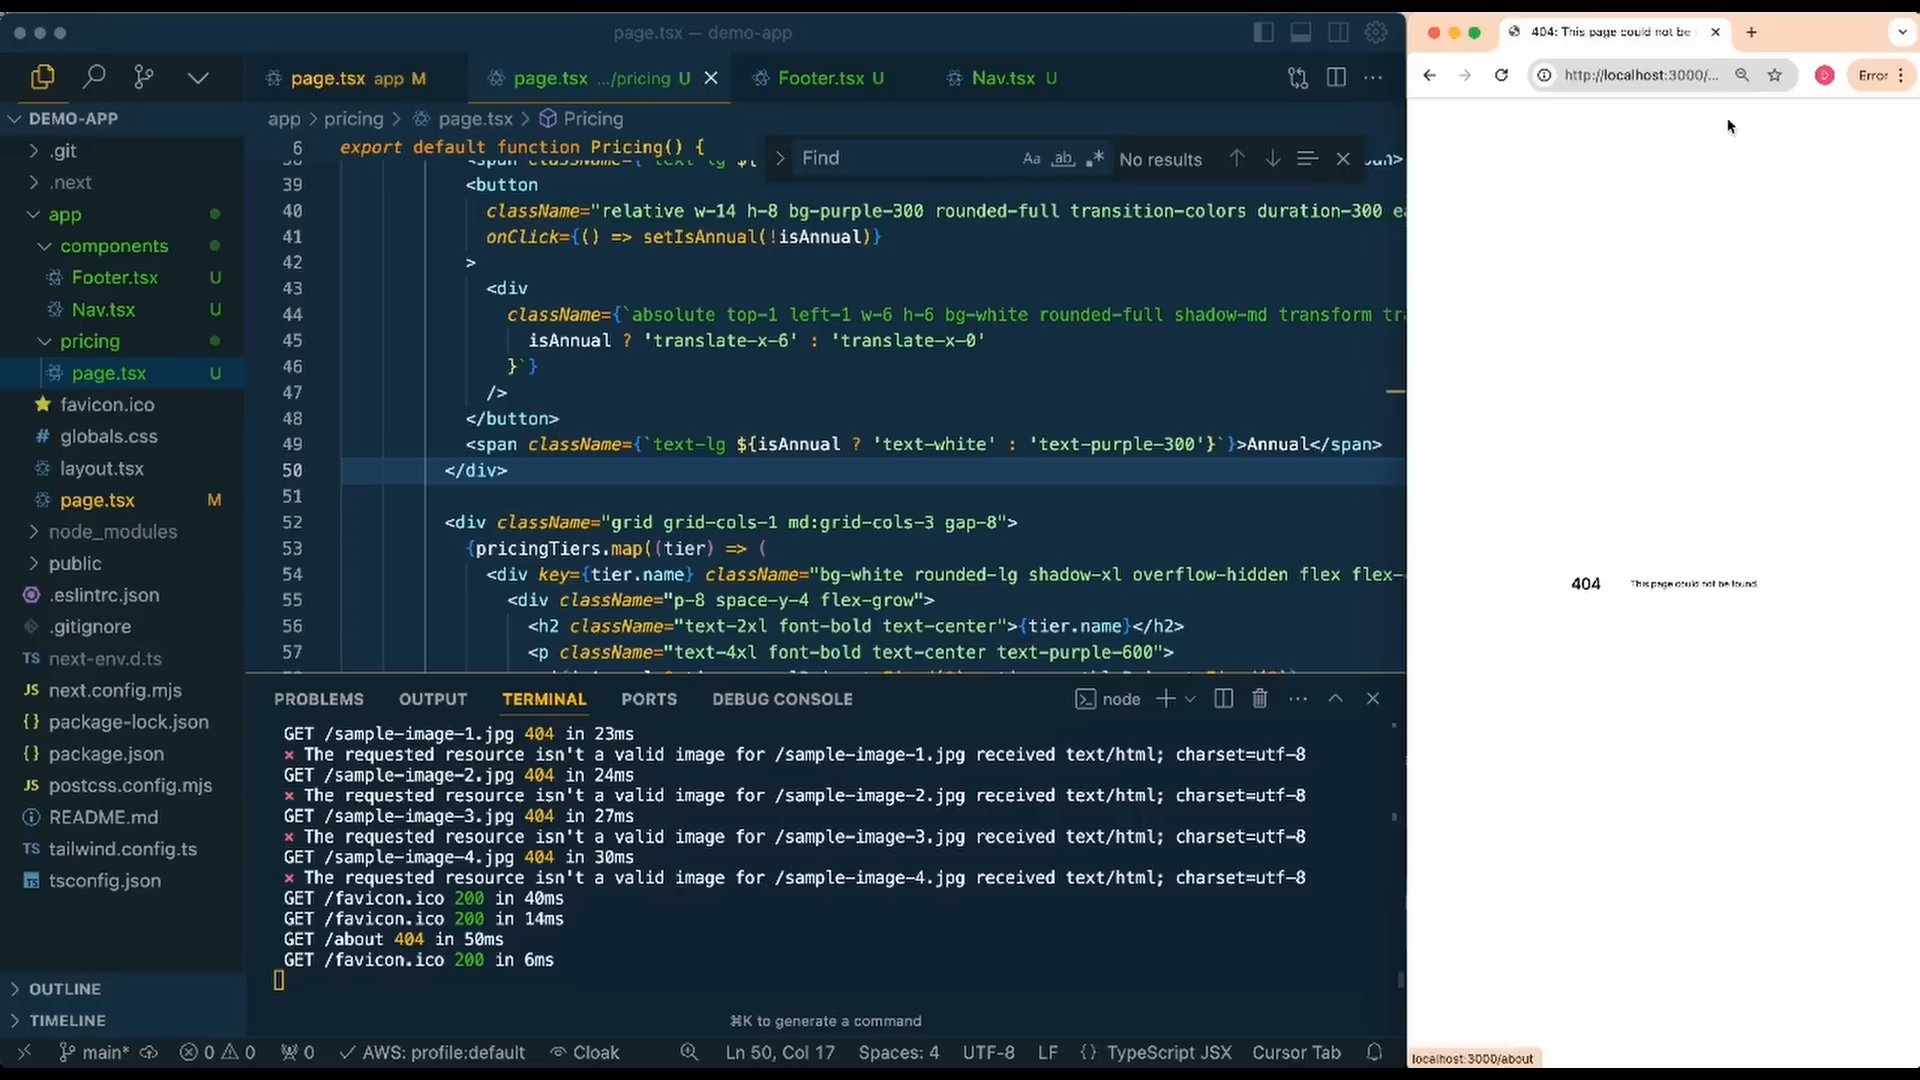 page.tsx — demo-app
page.tsx app M
page.tsx .../pricing U
Footer.tsx U
Nav.tsx U
DEMO-APP
.git
.next
app
components
Footer.tsx U
Nav.tsx U
pricing
page.tsx U
favicon.ico
globals.css
layout.tsx
page.tsx M
node_modules
public
.eslintrc.json
.gitignore
TS next-env.d.ts
JS next.config.mjs
{} package-lock.json
{} package.json
JS postcss.config.mjs
README.md
TS tailwind.config.ts
tsconfig.json
OUTLINE
TIMELINE
app > pricing > page.tsx > Pricing
6 export default function Pricing() {
Find
Aa ab No results
39 <button
40 className="relative w-14 h-8 bg-purple-300 rounded-full transition-colors duration-300
41 onClick={() => setIsAnnual(!isAnnual)}
42 >
43 <div
44 className={`absolute top-1 left-1 w-6 h-6 bg-white rounded-full shadow-md transform
45 isAnnual ? 'translate-x-6' : 'translate-x-0'
46 }`}
47 />
48 </button>
49 <span className={`text-lg ${isAnnual ? 'text-white' : 'text-purple-300'}`}>Annual</span>
50 </div>
51
52 <div className="grid grid-cols-1 md:grid-cols-3 gap-8">
53 {pricingTiers.map((tier) => (
54 <div key={tier.name} className="bg-white rounded-lg shadow-xl overflow-hidden flex flex-
55 <div className="p-8 space-y-4 flex-grow">
56 <h2 className="text-2xl font-bold text-center">{tier.name}</h2>
57 <p className="text-4xl font-bold text-center text-purple-600">
PROBLEMS OUTPUT TERMINAL PORTS DEBUG CONSOLE
node
GET /sample-image-1.jpg 404 in 23ms
× The requested resource isn't a valid image for /sample-image-1.jpg received text/html; charset=utf-8
GET /sample-image-2.jpg 404 in 24ms
× The requested resource isn't a valid image for /sample-image-2.jpg received text/html; charset=utf-8
GET /sample-image-3.jpg 404 in 27ms
× The requested resource isn't a valid image for /sample-image-3.jpg received text/html; charset=utf-8
GET /sample-image-4.jpg 404 in 30ms
× The requested resource isn't a valid image for /sample-image-4.jpg received text/html; charset=utf-8
GET /favicon.ico 200 in 40ms
GET /favicon.ico 200 in 14ms
GET /about 404 in 50ms
GET /favicon.ico 200 in 6ms
⌘K to generate a command
main* 0 0 0 AWS: profile:default Cloak Ln 50, Col 17 Spaces: 4 UTF-8 LF {} TypeScript JSX Cursor Tab
404: This page could not be
http://localhost:3000/...
Error
404 This page could not be found.
localhost:3000/about